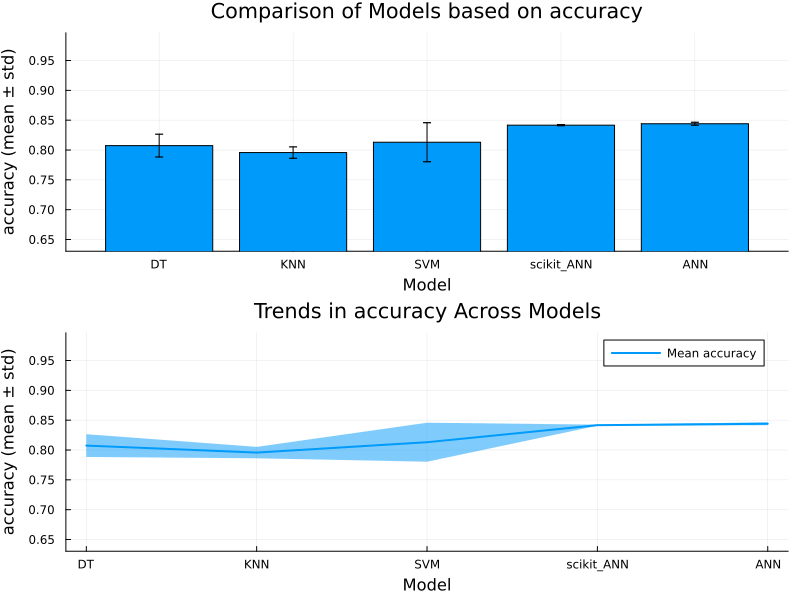 Comparison of Models based on accuracy
accuracy (mean ± std)
0.95
0.90
0.85
0.80
0.75
0.70
0.65
DT KNN SVM scikit_ANN ANN
Model
Trends in accuracy Across Models
accuracy (mean ± std)
Mean accuracy
0.95
0.90
0.85
0.80
0.75
0.70
0.65
DT KNN SVM scikit_ANN ANN
Model